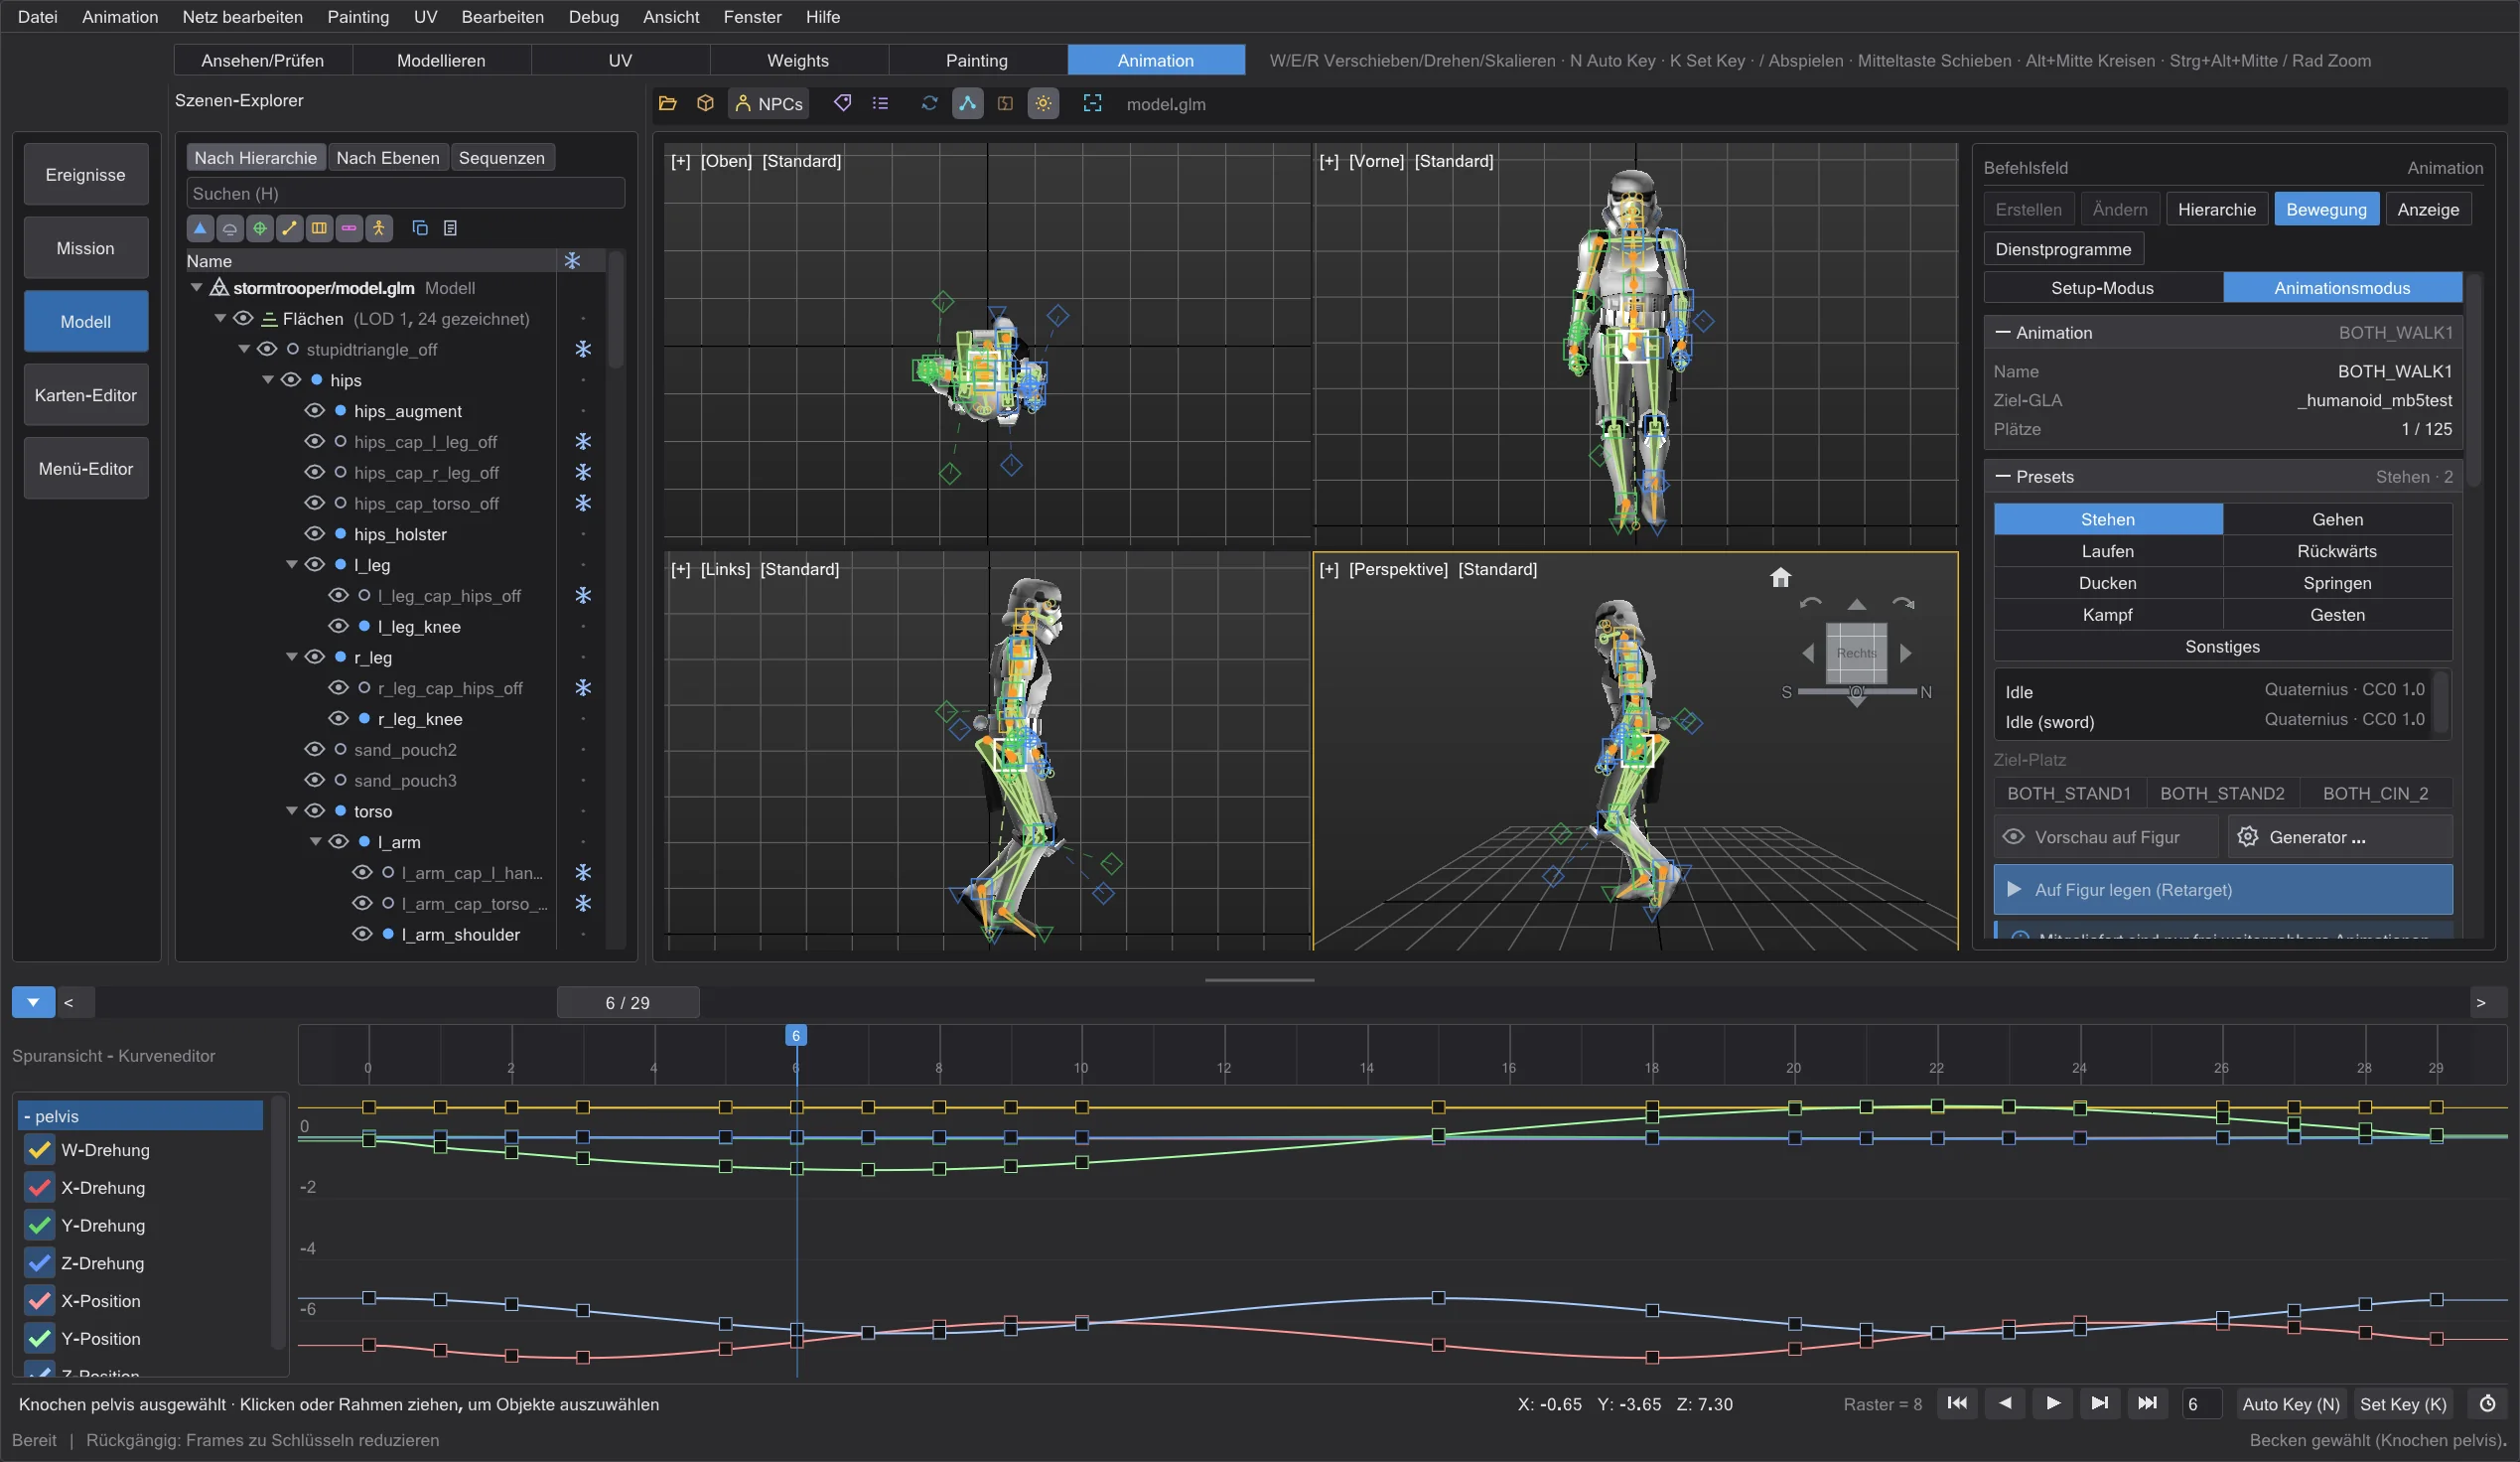 Datei Animation Netz bearbeiten Painting UV Bearbeiten Debug Ansicht Fenster Hilfe
Ansehen/Prüfen Modellieren UV Weights Painting Animation W/E/R Verschieben/Drehen/Skalieren · N Auto Key · K Set Key · / Abspielen · Mitteltaste Schieben · Alt+Mitte Kreisen · Strg+Alt+Mitte / Rad Zoom
Szenen-Explorer
NPCs model.glm
Ereignisse
Mission
Modell
Karten-Editor
Menü-Editor
Nach Hierarchie Nach Ebenen Sequenzen
Suchen (H)
Name
stormtrooper/model.glm Modell
Flächen (LOD 1, 24 gezeichnet)
stupidtriangle_off
hips
hips_augment
hips_cap_l_leg_off
hips_cap_r_leg_off
hips_cap_torso_off
hips_holster
l_leg
l_leg_cap_hips_off
l_leg_knee
r_leg
r_leg_cap_hips_off
r_leg_knee
sand_pouch2
sand_pouch3
torso
l_arm
l_arm_cap_l_han...
l_arm_cap_torso_...
l_arm_shoulder
[+] [Oben] [Standard]
[+] [Vorne] [Standard]
[+] [Links] [Standard]
[+] [Perspektive] [Standard]
Rechts
S O N
Befehlsfeld Animation
Erstellen Ändern Hierarchie Bewegung Anzeige
Dienstprogramme
Setup-Modus Animationsmodus
Animation BOTH_WALK1
Name BOTH_WALK1
Ziel-GLA _humanoid_mb5test
Plätze 1 / 125
Presets Stehen · 2
Stehen Gehen
Laufen Rückwärts
Ducken Springen
Kampf Gesten
Sonstiges
Idle Quaternius · CC0 1.0
Idle (sword) Quaternius · CC0 1.0
Ziel-Platz
BOTH_STAND1 BOTH_STAND2 BOTH_CIN_2
Vorschau auf Figur Generator ...
Auf Figur legen (Retarget)
Mitgeliefert sind nur frei weitergebbare Animationen
< 6 / 29 >
6
Spuransicht - Kurveneditor
0 2 4 6 8 10 12 14 16 18 20 22 24 26 28 29
- pelvis
W-Drehung
X-Drehung
Y-Drehung
Z-Drehung
X-Position
Y-Position
Z-Position
0
-2
-4
-6
Knochen pelvis ausgewählt · Klicken oder Rahmen ziehen, um Objekte auszuwählen X: -0.65 Y: -3.65 Z: 7.30 Raster = 8 6 Auto Key (N) Set Key (K)
Bereit | Rückgängig: Frames zu Schlüsseln reduzieren Becken gewählt (Knochen pelvis).